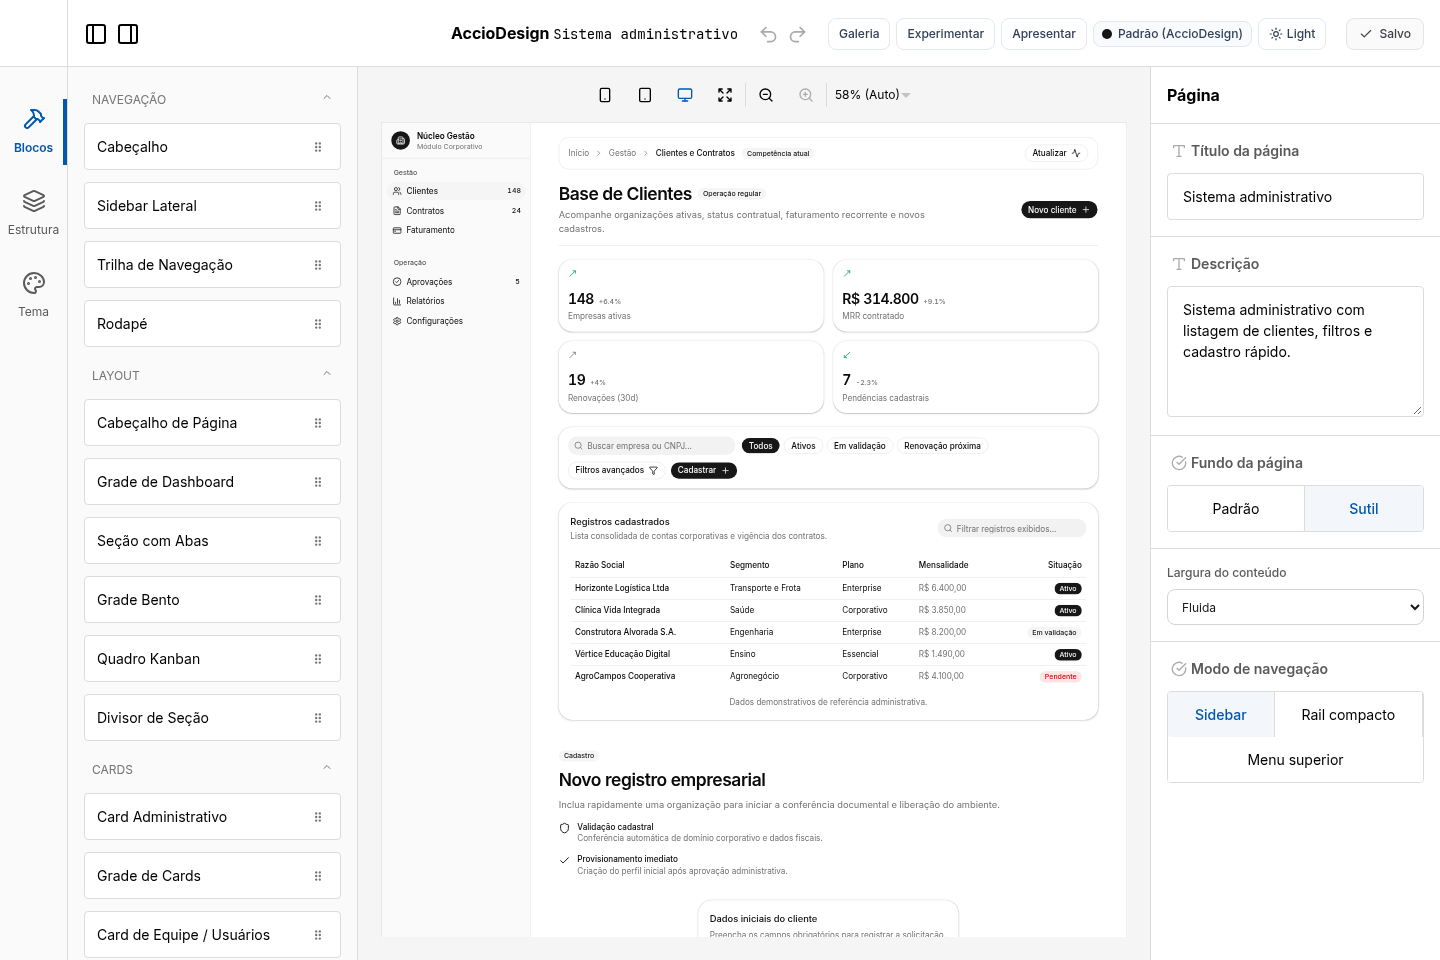 AccioDesign Sistema administrativo
Galeria
Experimentar
Apresentar
Padrão (AccioDesign)
Light
Salvo
Blocos
Estrutura
Tema
NAVEGAÇÃO
Cabeçalho
Sidebar Lateral
Trilha de Navegação
Rodapé
LAYOUT
Cabeçalho de Página
Grade de Dashboard
Seção com Abas
Grade Bento
Quadro Kanban
Divisor de Seção
CARDS
Card Administrativo
Grade de Cards
Card de Equipe / Usuários
58% (Auto)
Núcleo Gestão
Módulo Corporativo
Gestão
Clientes 148
Contratos 24
Faturamento
Operação
Aprovações 5
Relatórios
Configurações
Início > Gestão > Clientes e Contratos Competência atual
Atualizar
Base de Clientes Operação regular
Acompanhe organizações ativas, status contratual, faturamento recorrente e novos
cadastros.
Novo cliente
148 +6.4%
Empresas ativas
R$ 314.800 +9.1%
MRR contratado
19 +4%
Renovações (30d)
7 -2.3%
Pendências cadastrais
Buscar empresa ou CNPJ...
Todos
Ativos
Em validação
Renovação próxima
Filtros avançados
Cadastrar
Registros cadastrados
Lista consolidada de contas corporativas e vigência dos contratos.
Filtrar registros exibidos...
Razão Social Segmento Plano Mensalidade Situação
Horizonte Logística Ltda Transporte e Frota Enterprise R$ 6.400,00 Ativo
Clínica Vida Integrada Saúde Corporativo R$ 3.850,00 Ativo
Construtora Alvorada S.A. Engenharia Enterprise R$ 8.200,00 Em validação
Vértice Educação Digital Ensino Essencial R$ 1.490,00 Ativo
AgroCampos Cooperativa Agronegócio Corporativo R$ 4.100,00 Pendente
Dados demonstrativos de referência administrativa.
Cadastro
Novo registro empresarial
Inclua rapidamente uma organização para iniciar a conferência documental e liberação do ambiente.
Validação cadastral
Conferência automática de domínio corporativo e dados fiscais.
Provisionamento imediato
Criação do perfil inicial após aprovação administrativa.
Dados iniciais do cliente
Preencha os campos obrigatórios para registrar a solicitação.
Página
Título da página
Sistema administrativo
Descrição
Sistema administrativo com
listagem de clientes, filtros e
cadastro rápido.
Fundo da página
Padrão
Sutil
Largura do conteúdo
Fluida
Modo de navegação
Sidebar
Rail compacto
Menu superior